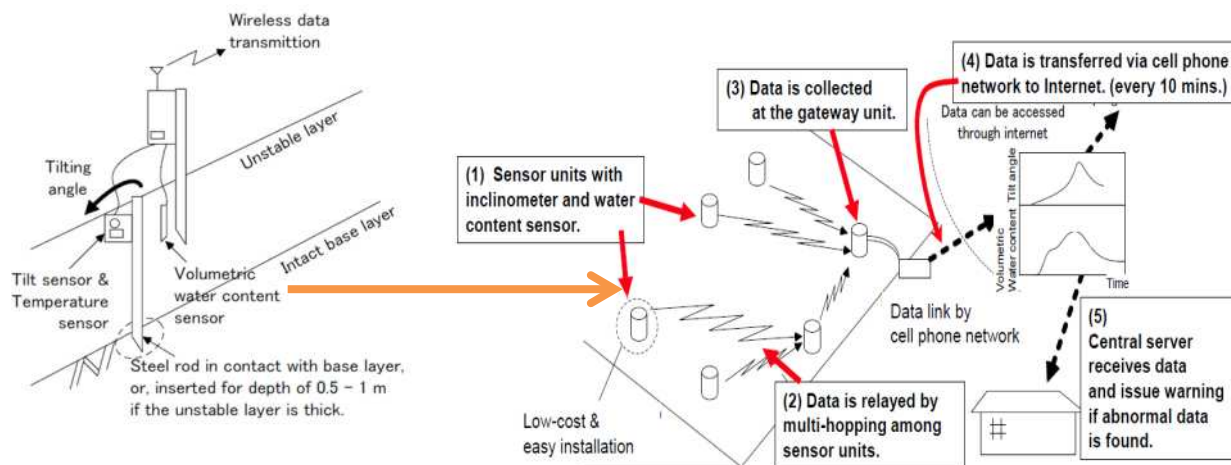 Wireless data
transmittion
Unstable layer
Tilting
angle
Intact base layer
Tilt sensor &
Temperature
sensor
Volumetric
water content
sensor
Steel rod in contact with base layer,
or, inserted for depth of 0.5 – 1 m
if the unstable layer is thick.
(1) Sensor units with
inclinometer and water
content sensor.
Low-cost &
easy installation
(2) Data is relayed by
multi-hopping among
sensor units.
(3) Data is collected
at the gateway unit.
Data link by
cell phone network
(4) Data is transferred via cell phone
network to Internet. (every 10 mins.)
Data can be accessed
through internet
Tilt angle
Volumetric
Water content
Time
(5)
Central server
receives data
and issue warning
if abnormal data
is found.